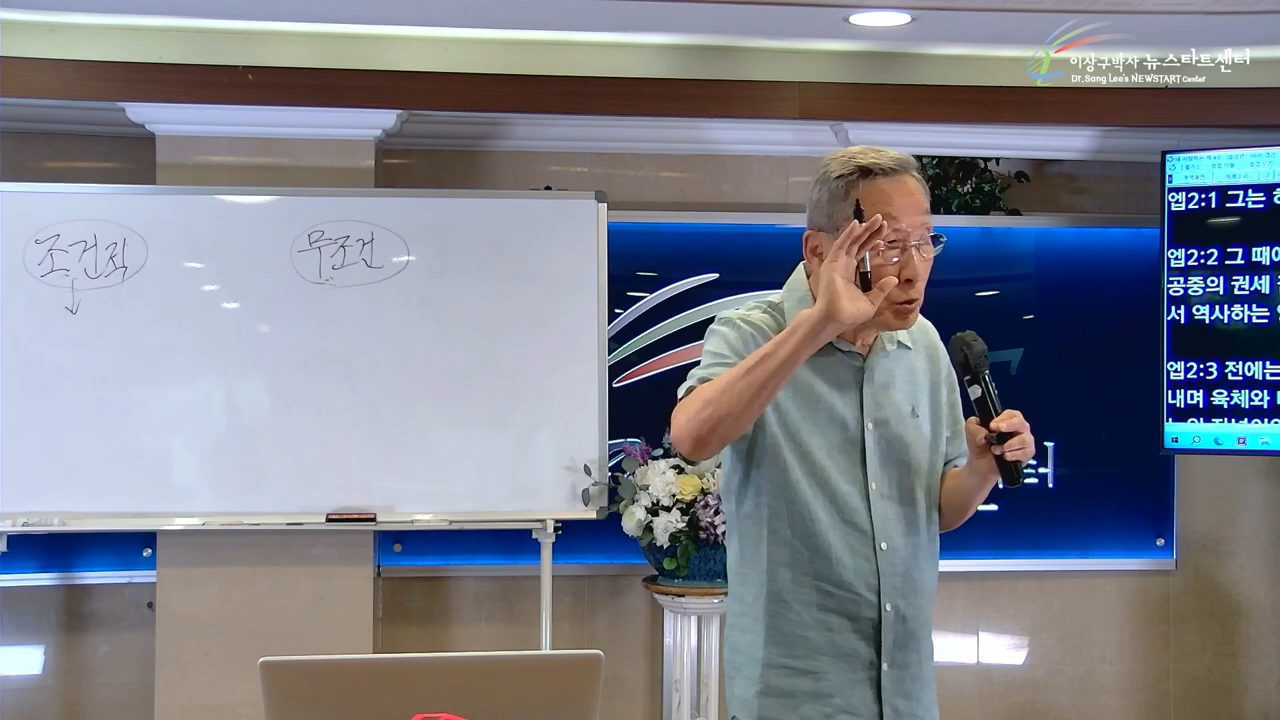 이상구박사 뉴스타트센터
Dr. Sang Lee's NEWSTART Center
조건적
무조건
엡2:1 그는
엡2:2 그 때에
공중의 권세
서 역사하는
엡2:3 전에는
내며 육체와
터